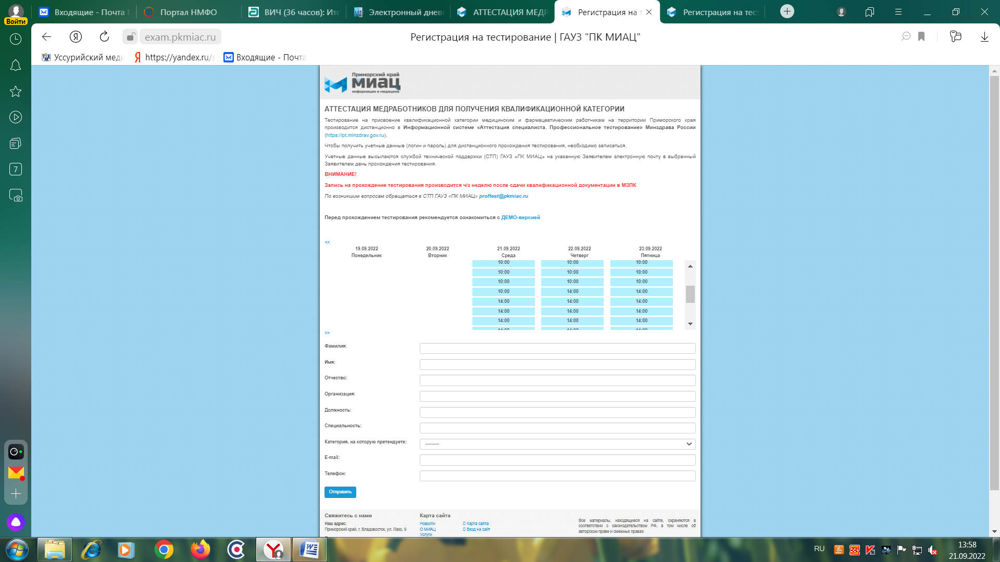 Войти
Входящие - Почта
Портал НМФО
ВИЧ (36 часов): Ито
Электронный днев
АТТЕСТАЦИЯ МЕДР
Регистрация на т
Регистрация на тес
exam.pkmiac.ru
Регистрация на тестирование | ГАУЗ "ПК МИАЦ"
Уссурийский меди
https://yandex.ru/s
Входящие - Почта
7
Приморский край
МИАЦ
информация и медицина
АТТЕСТАЦИЯ МЕДРАБОТНИКОВ ДЛЯ ПОЛУЧЕНИЯ КВАЛИФИКАЦИОННОЙ КАТЕГОРИИ
Тестирование на присвоение квалификационной категории медицинским и фармацевтическим работникам на территории Приморского края
производится дистанционно в Информационной системе «Аттестация специалиста. Профессиональное тестирование» Минздрава России
(https://pt.minzdrav.gov.ru).
Чтобы получить учетные данные (логин и пароль) для дистанционного прохождения тестирования, необходимо записаться.
Учетные данные высылаются службой технической поддержки (СТП) ГАУЗ «ПК МИАЦ» на указанную Заявителем электронную почту в выбранный
Заявителем день прохождения тестирования.
ВНИМАНИЕ!
Запись на прохождение тестирования производится ч/з неделю после сдачи квалификационной документации в МЗПК
По возникшим вопросам обращаться в СТП ГАУЗ «ПК МИАЦ» proftest@pkmiac.ru
Перед прохождением тестирования рекомендуется ознакомиться с ДЕМО-версией
<<
19.09.2022 20.09.2022 21.09.2022 22.09.2022 23.09.2022
Понедельник Вторник Среда Четверг Пятница
10:00 10:00 10:00
10:00 10:00 10:00
10:00 10:00 10:00
10:00 14:00 14:00
14:00 14:00 14:00
14:00 14:00 14:00
14:00 14:00 14:00
14:00 14:00 14:00
>>
Фамилия:
Имя:
Отчество:
Организация:
Должность:
Специальность:
Категория, на которую претендуете: ---------
E-mail:
Телефон:
Отправить
Свяжитесь с нами
Наш адрес:
Приморский край, г. Владивосток, ул. Лазо, 9
Карта сайта
Новости
О МИАЦ
Услуги
Карта сайта
Вход на сайт
Все материалы, находящиеся на сайте, охраняются в
соответствии с законодательством РФ, в том числе об
авторском праве и смежных правах
RU
13:58
21.09.2022